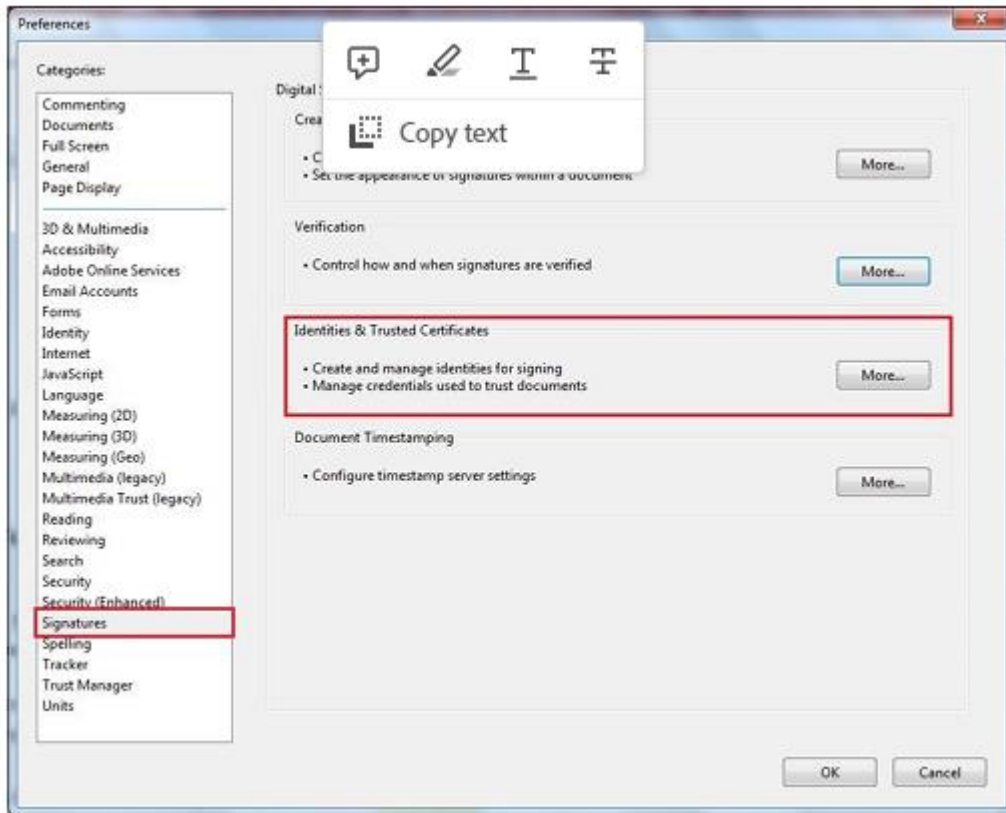 Preferences
Categories:
Commenting
Documents
Full Screen
General
Page Display
3D & Multimedia
Accessibility
Adobe Online Services
Email Accounts
Forms
Identity
Internet
JavaScript
Language
Measuring (2D)
Measuring (3D)
Measuring (Geo)
Multimedia (legacy)
Multimedia Trust (legacy)
Reading
Reviewing
Search
Security
Security (Enhanced)
Signatures
Spelling
Tracker
Trust Manager
Units
T
T
Copy text
Digital
• Set the appearance of signatures within a document
More...
Verification
• Control how and when signatures are verified
More...
Identities & Trusted Certificates
• Create and manage identities for signing
• Manage credentials used to trust documents
More...
Document Timestamping
• Configure timestamp server settings
More...
OK
Cancel